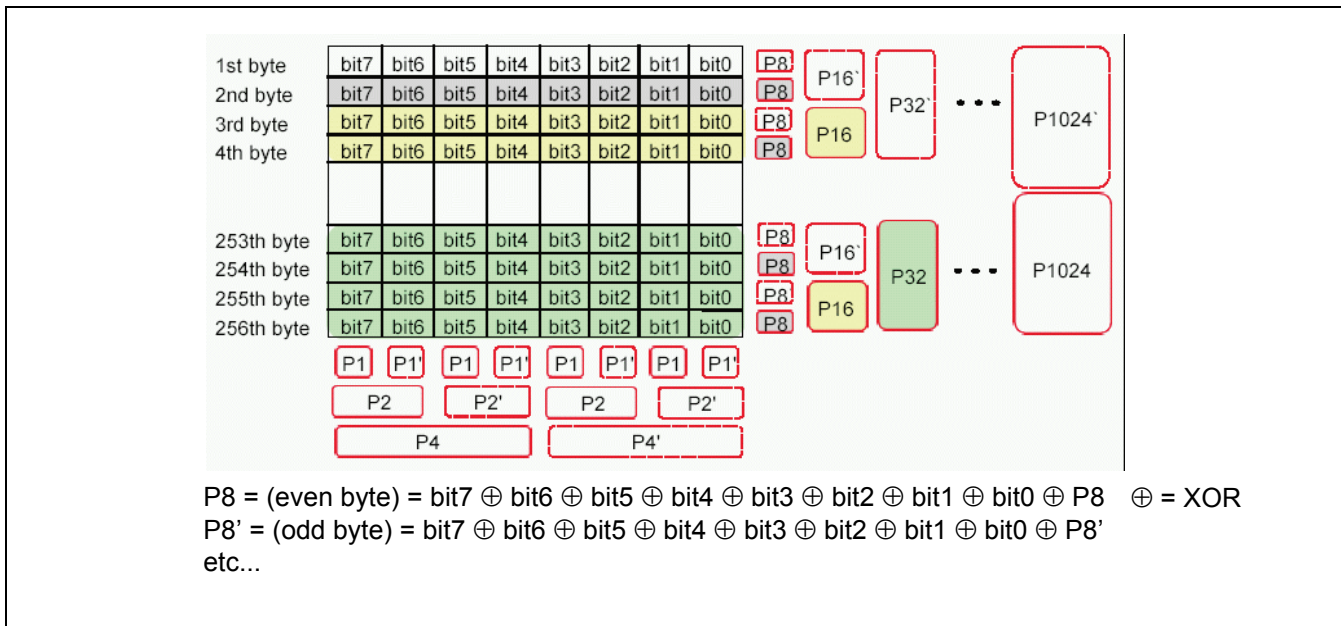 1st byte bit7 bit6 bit5 bit4 bit3 bit2 bit1 bit0 P8 P16` P32` P1024`
2nd byte bit7 bit6 bit5 bit4 bit3 bit2 bit1 bit0 P8
3rd byte bit7 bit6 bit5 bit4 bit3 bit2 bit1 bit0 P8 P16
4th byte bit7 bit6 bit5 bit4 bit3 bit2 bit1 bit0 P8
253th byte bit7 bit6 bit5 bit4 bit3 bit2 bit1 bit0 P8 P16` P32 P1024
254th byte bit7 bit6 bit5 bit4 bit3 bit2 bit1 bit0 P8
255th byte bit7 bit6 bit5 bit4 bit3 bit2 bit1 bit0 P8 P16
256th byte bit7 bit6 bit5 bit4 bit3 bit2 bit1 bit0 P8
P1 P1' P1 P1' P1 P1' P1 P1'
P2 P2' P2 P2'
P4 P4'
P8 = (even byte) = bit7 ⊕ bit6 ⊕ bit5 ⊕ bit4 ⊕ bit3 ⊕ bit2 ⊕ bit1 ⊕ bit0 ⊕ P8 ⊕ = XOR
P8’ = (odd byte) = bit7 ⊕ bit6 ⊕ bit5 ⊕ bit4 ⊕ bit3 ⊕ bit2 ⊕ bit1 ⊕ bit0 ⊕ P8’
etc...